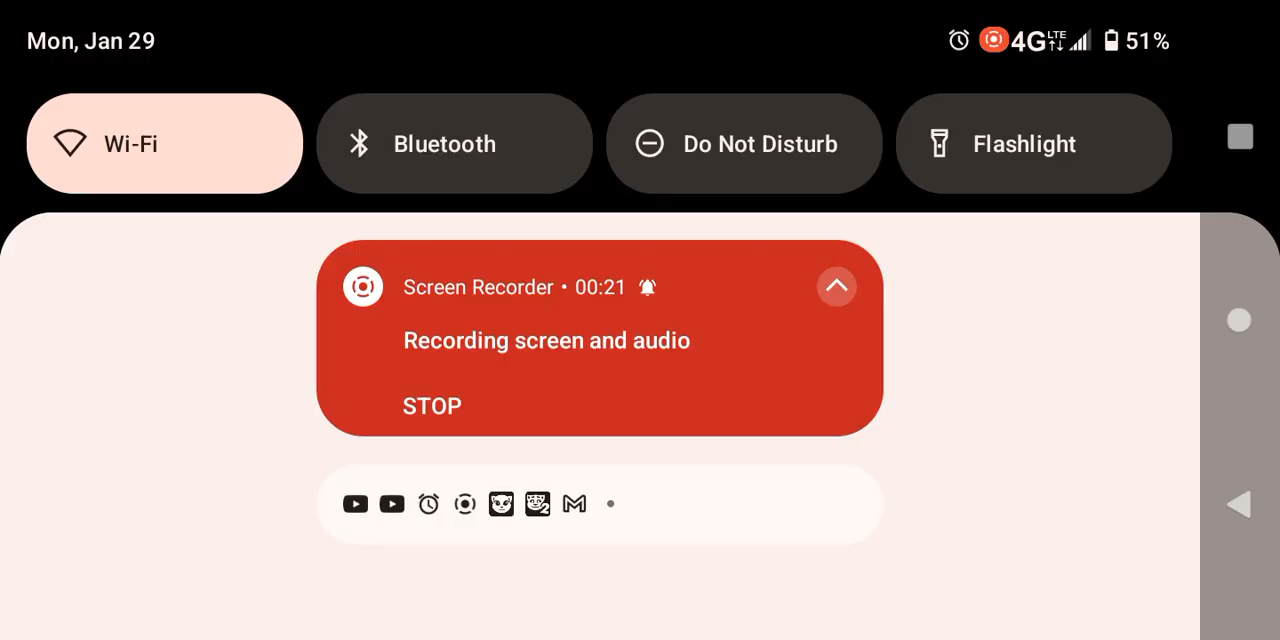 Mon, Jan 29
4G LTE 51%
Wi-Fi
Bluetooth
Do Not Disturb
Flashlight
Screen Recorder • 00:21
Recording screen and audio
STOP
2